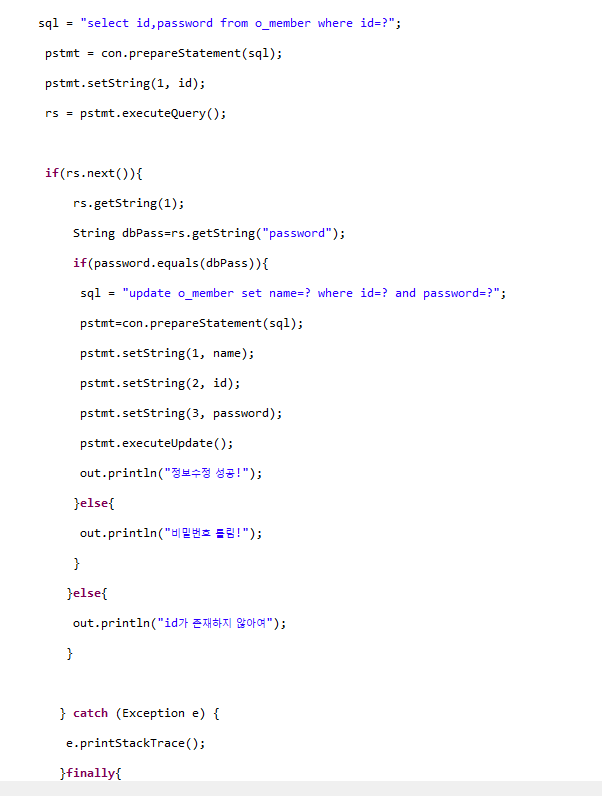 sql = "select id,password from o_member where id=?";
pstmt = con.prepareStatement(sql);
pstmt.setString(1, id);
rs = pstmt.executeQuery();
if(rs.next()){
rs.getString(1);
String dbPass=rs.getString("password");
if(password.equals(dbPass)){
sql = "update o_member set name=? where id=? and password=?";
pstmt=con.prepareStatement(sql);
pstmt.setString(1, name);
pstmt.setString(2, id);
pstmt.setString(3, password);
pstmt.executeUpdate();
out.println("정보수정 성공!");
}else{
out.println("비밀번호 틀림!");
}
}else{
out.println("id가 존재하지 않아여");
}
} catch (Exception e) {
e.printStackTrace();
}finally{